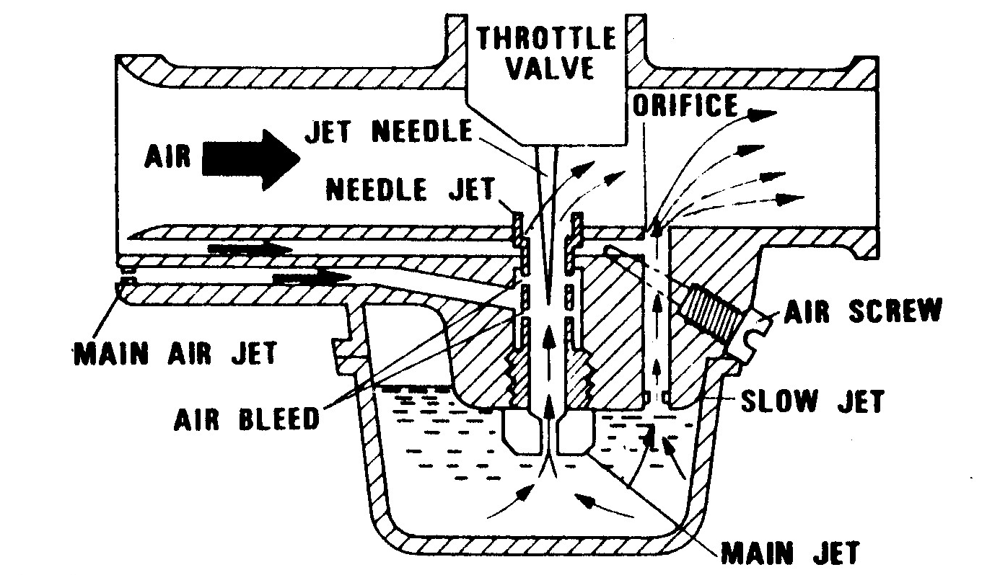 THROTTLE
VALVE
ORIFICE
JET NEEDLE
AIR
NEEDLE JET
AIR SCREW
MAIN AIR JET
SLOW JET
AIR BLEED
MAIN JET